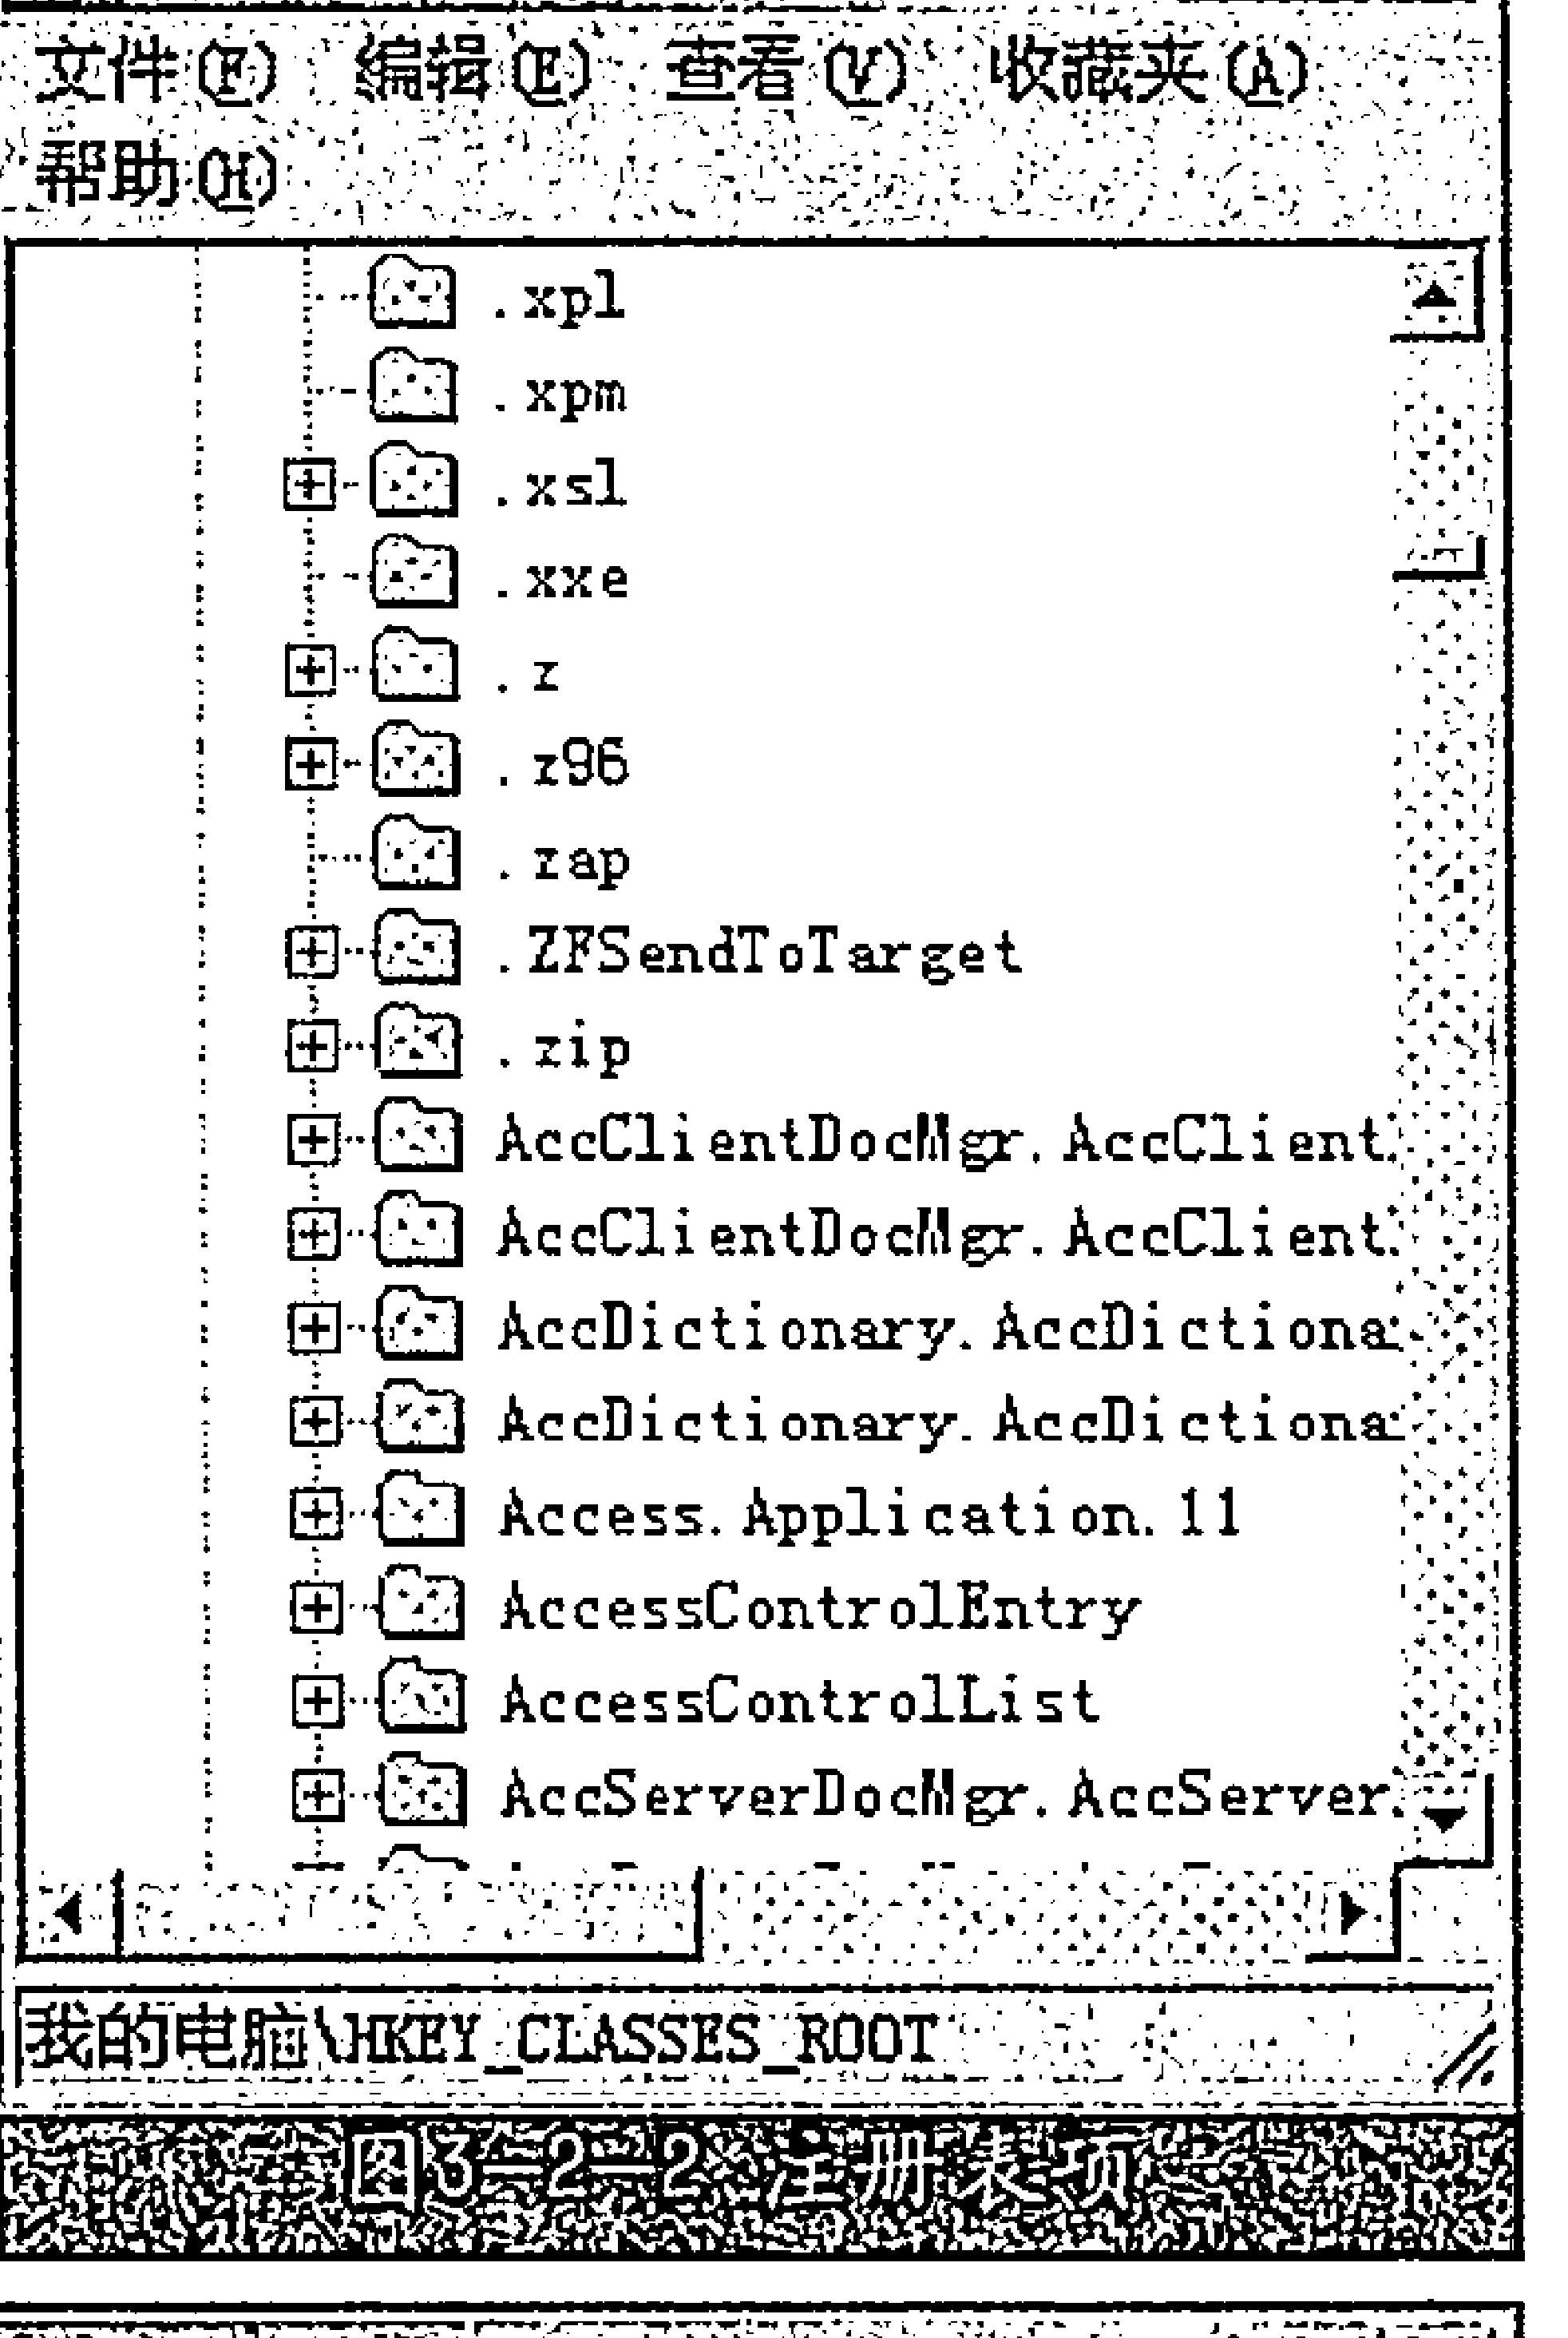 文件(F) 编辑(E) 查看(V) 收藏夹(A)
帮助(H)
.xpl
.xpm
.xsl
.xxe
.z
.z96
.zap
.ZFSendToTarget
.zip
AccClientDocMgr.AccClient
AccClientDocMgr.AccClient
AccDictionary.AccDictiona
AccDictionary.AccDictiona
Access.Application.11
AccessControlEntry
AccessControlList
AccServerDocMgr.AccServer
我的电脑\HKEY_CLASSES_ROOT
图3-2-2 注册表项